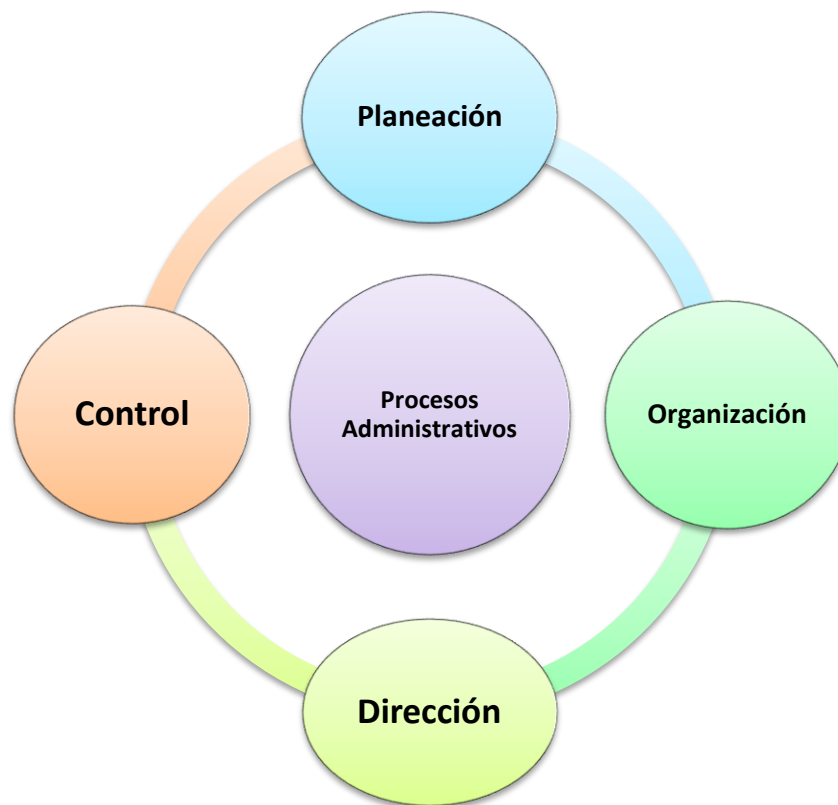 Planeación
Procesos
Administrativos
Control
Organización
Dirección